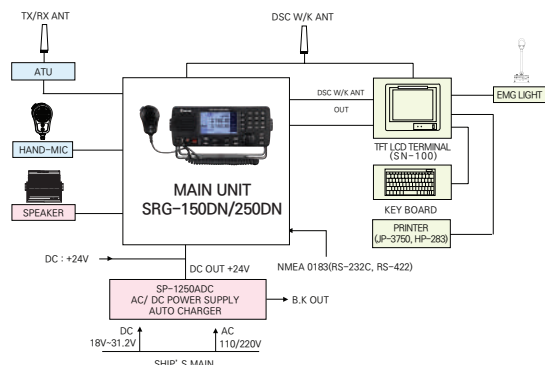 TX/RX ANT
DSC W/K ANT
ATU
DSC W/K ANT
OUT
EMG LIGHT
HAND-MIC
TFT LCD TERMINAL
(SN-100)
MAIN UNIT
SRG-150DN/250DN
SPEAKER
KEY BOARD
PRINTER
(JP-3750, HP-283)
DC : +24V
DC OUT +24V
NMEA 0183(RS-232C, RS-422)
SP-1250ADC
AC/ DC POWER SUPPLY
AUTO CHARGER
B.K OUT
DC
18V~31.2V
AC
110/220V
SHIP' S MAIN